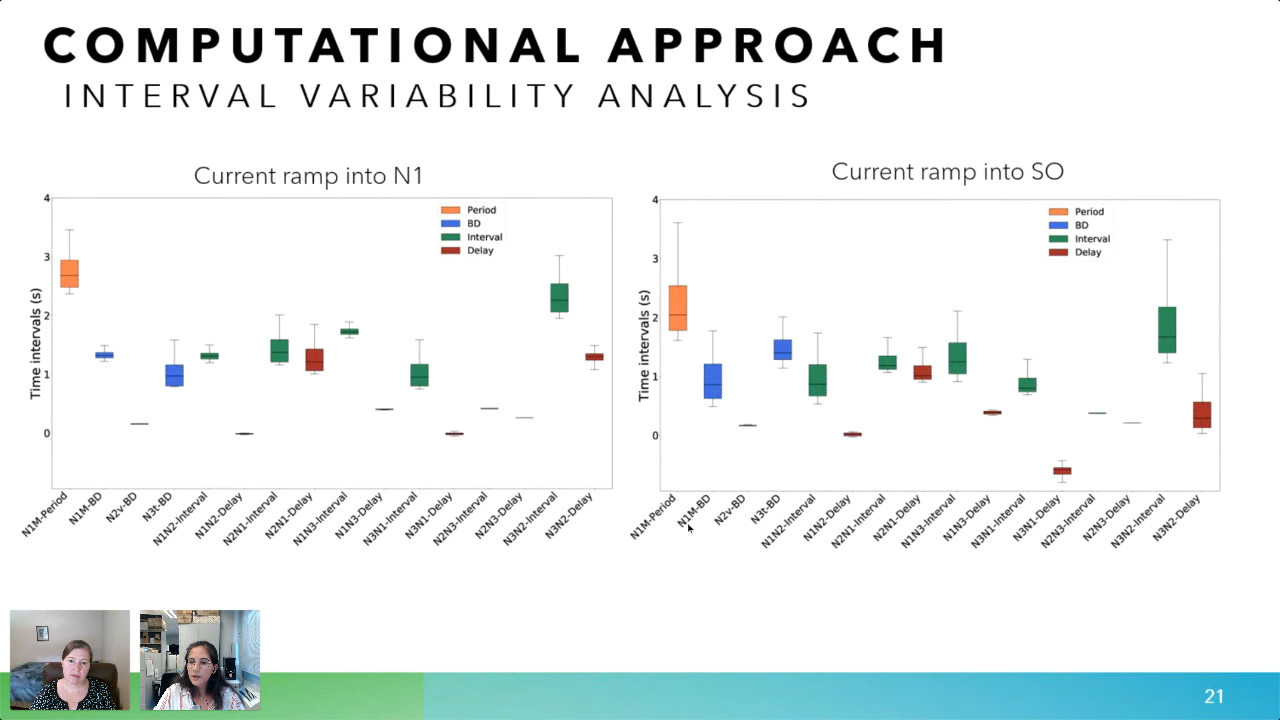 COMPUTATIONAL APPROACH
INTERVAL VARIABILITY ANALYSIS
Current ramp into N1
4
3
2
1
0
Time intervals (s)
Period
BD
Interval
Delay
N1M-Period
N1M-BD
N2v-BD
N3t-BD
N1N2-Interval
N1N2-Delay
N2N1-Interval
N2N1-Delay
N1N3-Interval
N1N3-Delay
N3N1-Interval
N3N1-Delay
N2N3-Interval
N2N3-Delay
N3N2-Interval
N3N2-Delay
Current ramp into SO
4
3
2
1
0
Time intervals (s)
Period
BD
Interval
Delay
N1M-Period
N1M-BD
N2v-BD
N3t-BD
N1N2-Interval
N1N2-Delay
N2N1-Interval
N2N1-Delay
N1N3-Interval
N1N3-Delay
N3N1-Interval
N3N1-Delay
N2N3-Interval
N2N3-Delay
N3N2-Interval
N3N2-Delay
21